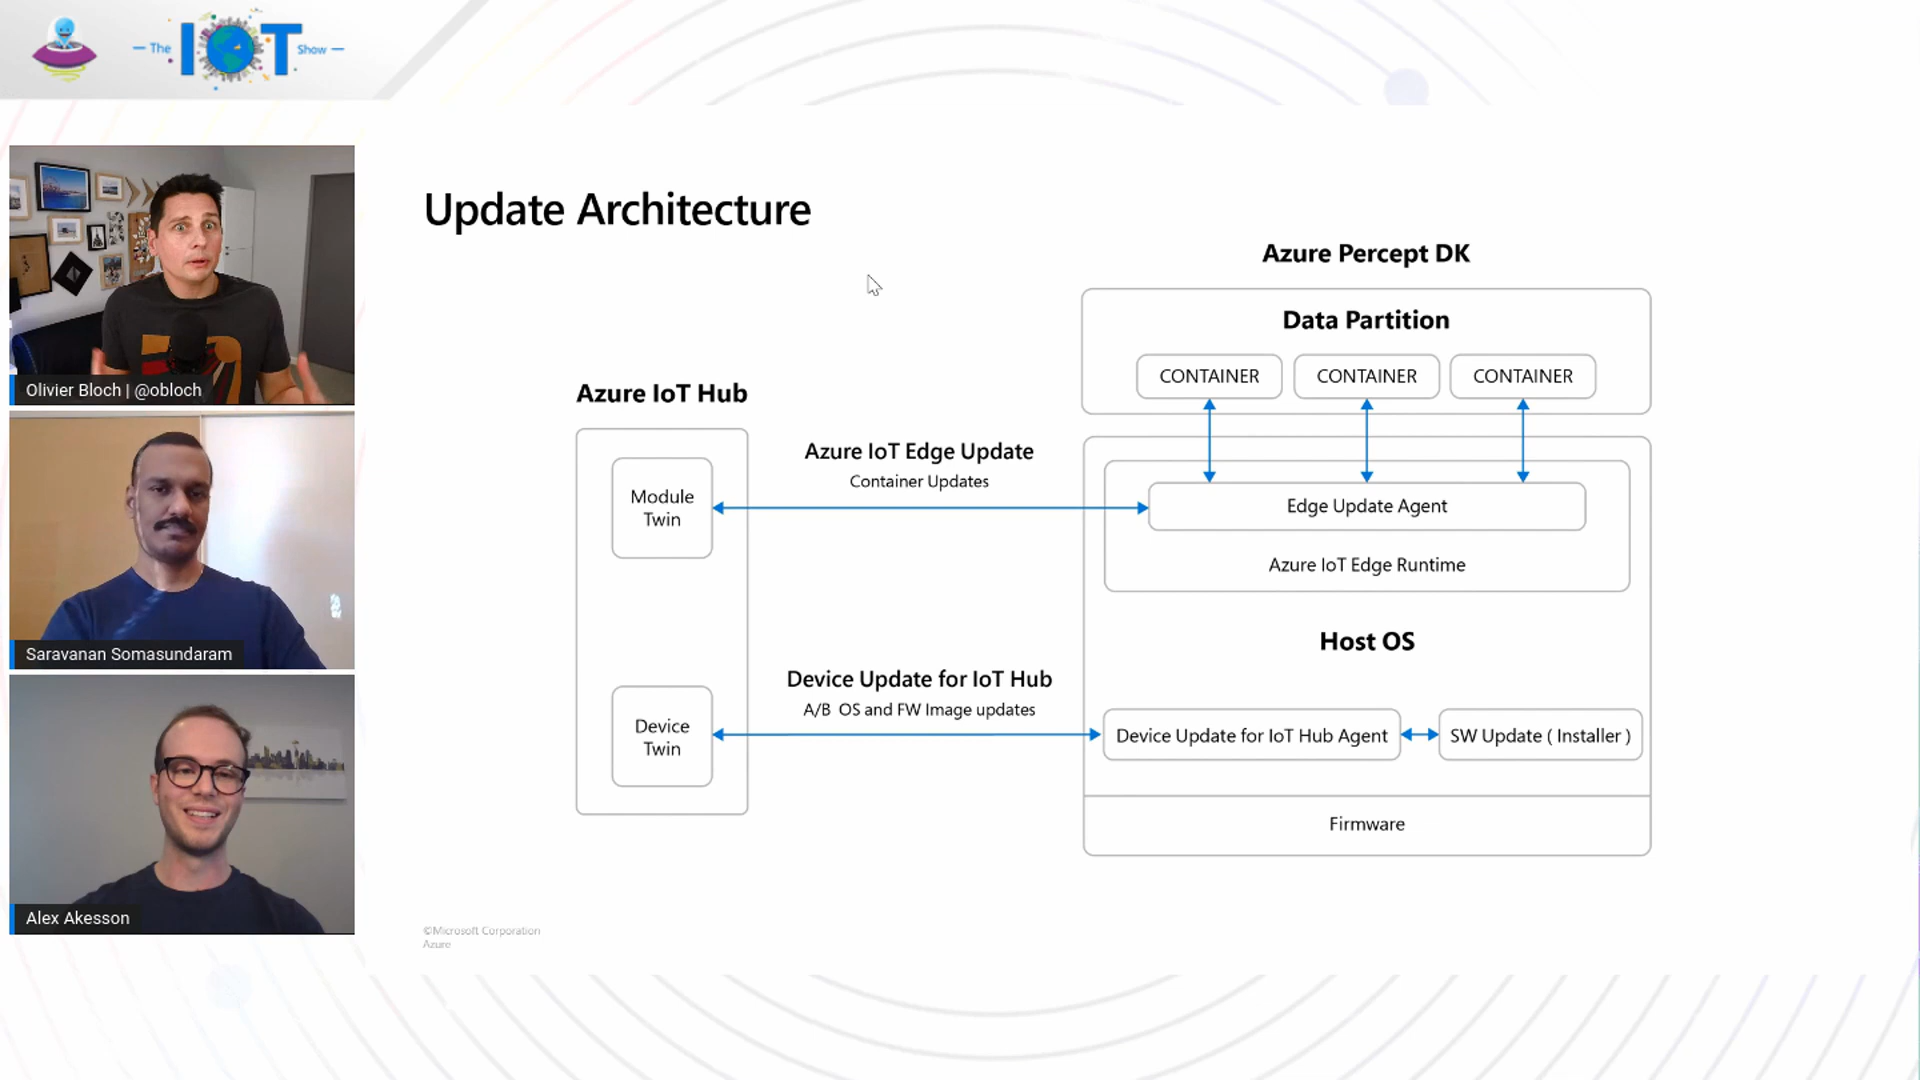 The IOT Show
Olivier Bloch | @obloch
Saravanan Somasundaram
Alex Akesson
Update Architecture
Azure Percept DK
Data Partition
CONTAINER CONTAINER CONTAINER
Azure IoT Hub
Module
Twin
Azure IoT Edge Update
Container Updates
Edge Update Agent
Azure IoT Edge Runtime
Host OS
Device
Twin
Device Update for IoT Hub
A/B OS and FW Image updates
Device Update for IoT Hub Agent
SW Update ( Installer )
Firmware
©Microsoft Corporation
Azure